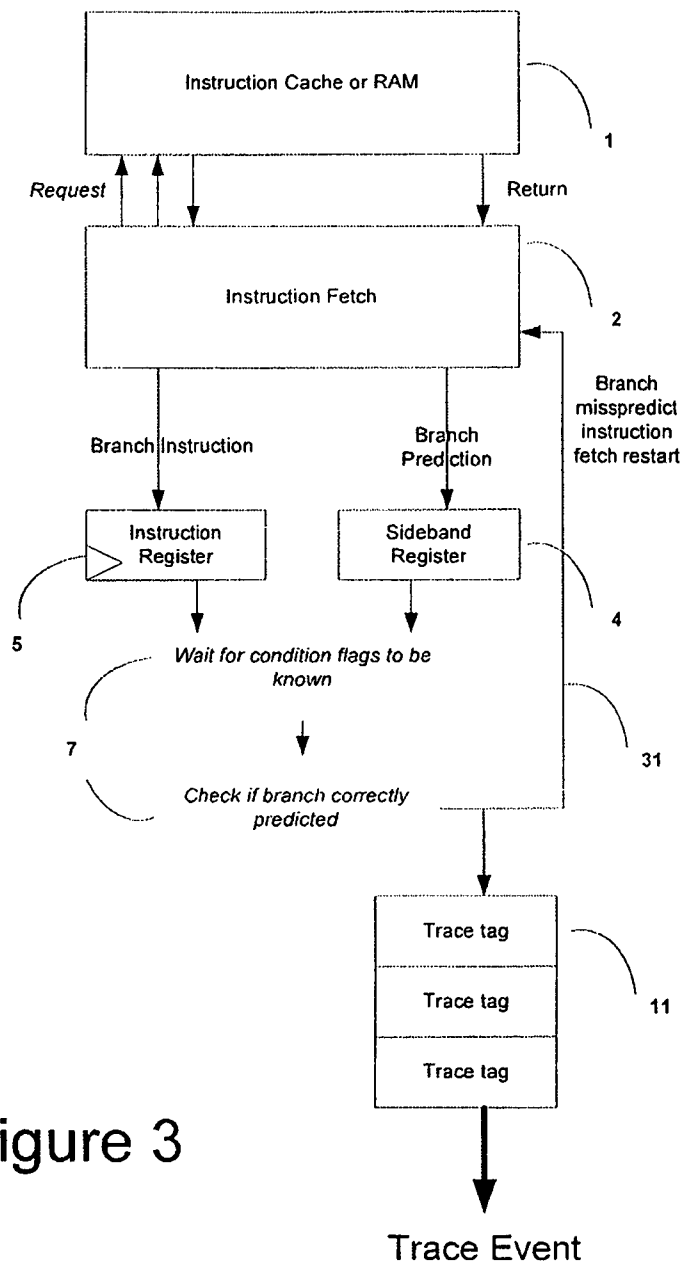 Instruction Cache or RAM
1
Request
Return
Instruction Fetch
2
Branch
misspredict
instruction
fetch restart
Branch Instruction
Branch
Prediction
Instruction
Register
Sideband
Register
5
4
Wait for condition flags to be
known
7
31
Check if branch correctly
predicted
Trace tag
11
Trace tag
Trace tag
igure 3
Trace Event